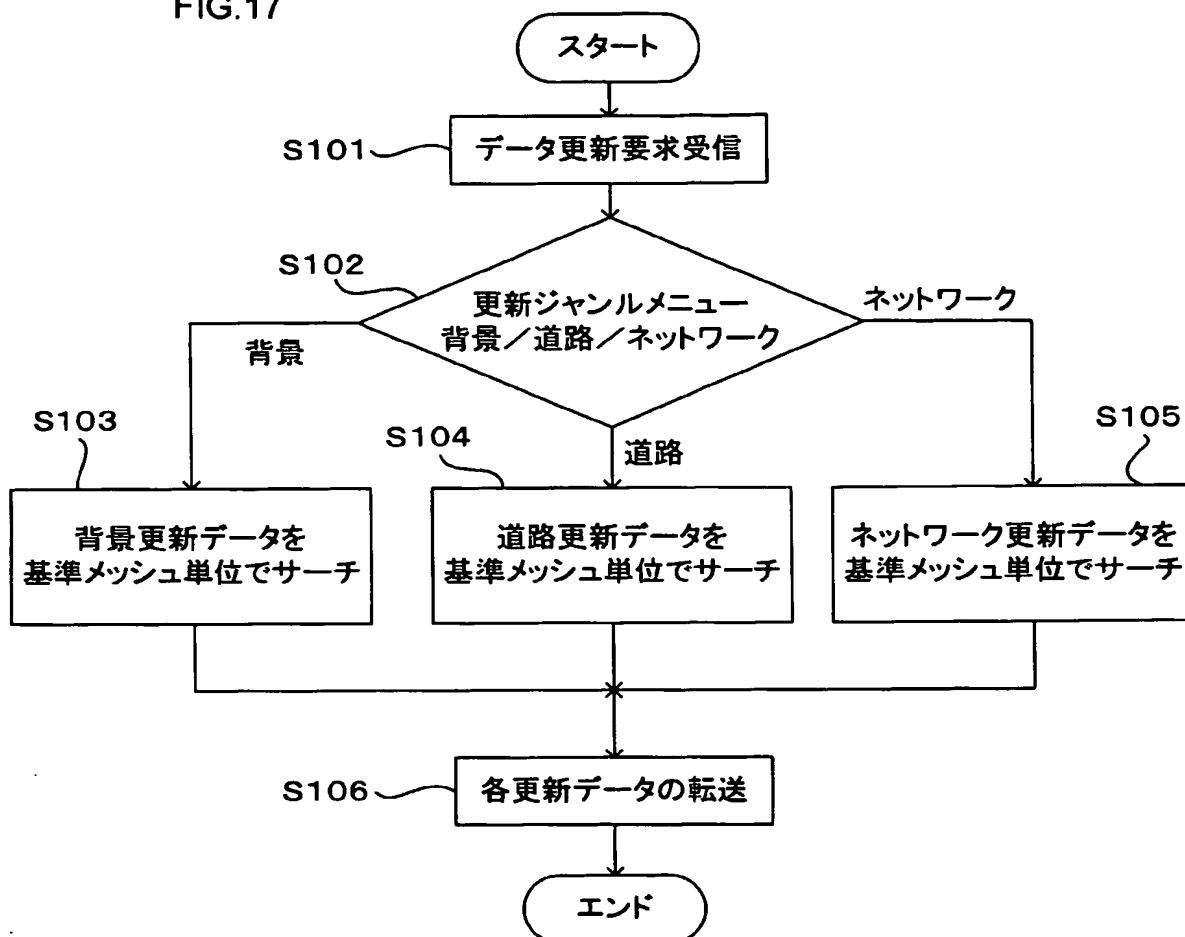 FIG.17
スタート
S101
データ更新要求受信
S102
更新ジャンルメニュー
背景／道路／ネットワーク
ネットワーク
背景
道路
S103
S104
S105
背景更新データを
基準メッシュ単位でサーチ
道路更新データを
基準メッシュ単位でサーチ
ネットワーク更新データを
基準メッシュ単位でサーチ
S106
各更新データの転送
エンド